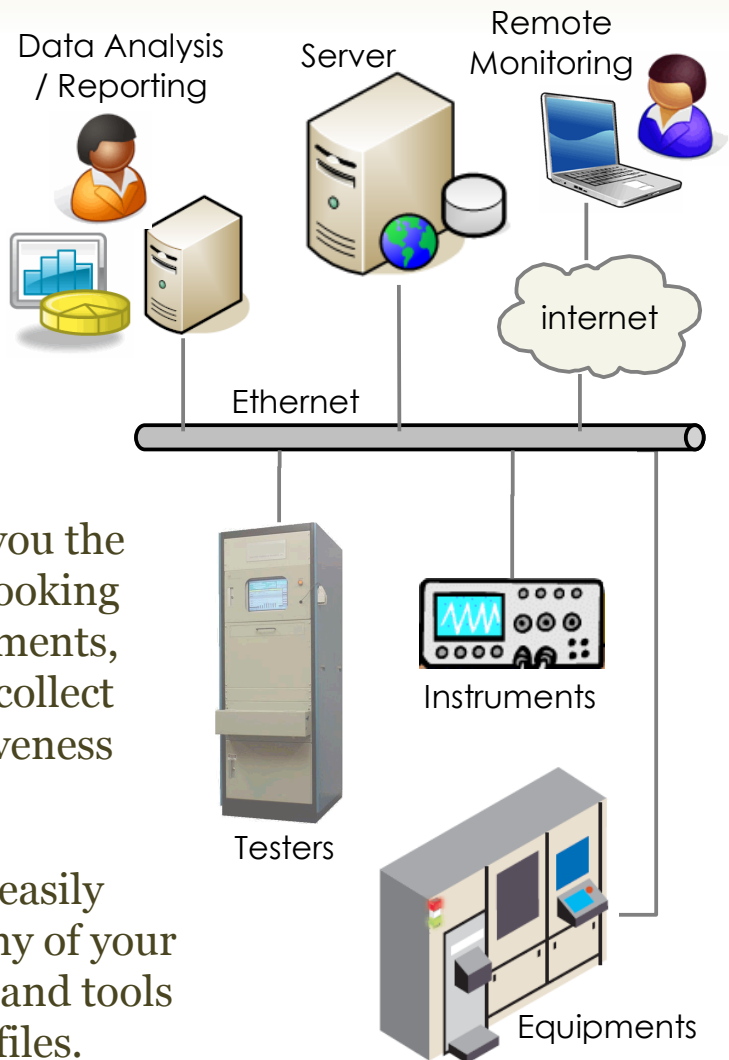 Data Analysis
/ Reporting
Server
Remote
Monitoring
internet
Ethernet
you the
ooking
ments,
collect
iveness
Instruments
Testers
easily
ny of your
and tools
files.
Equipments